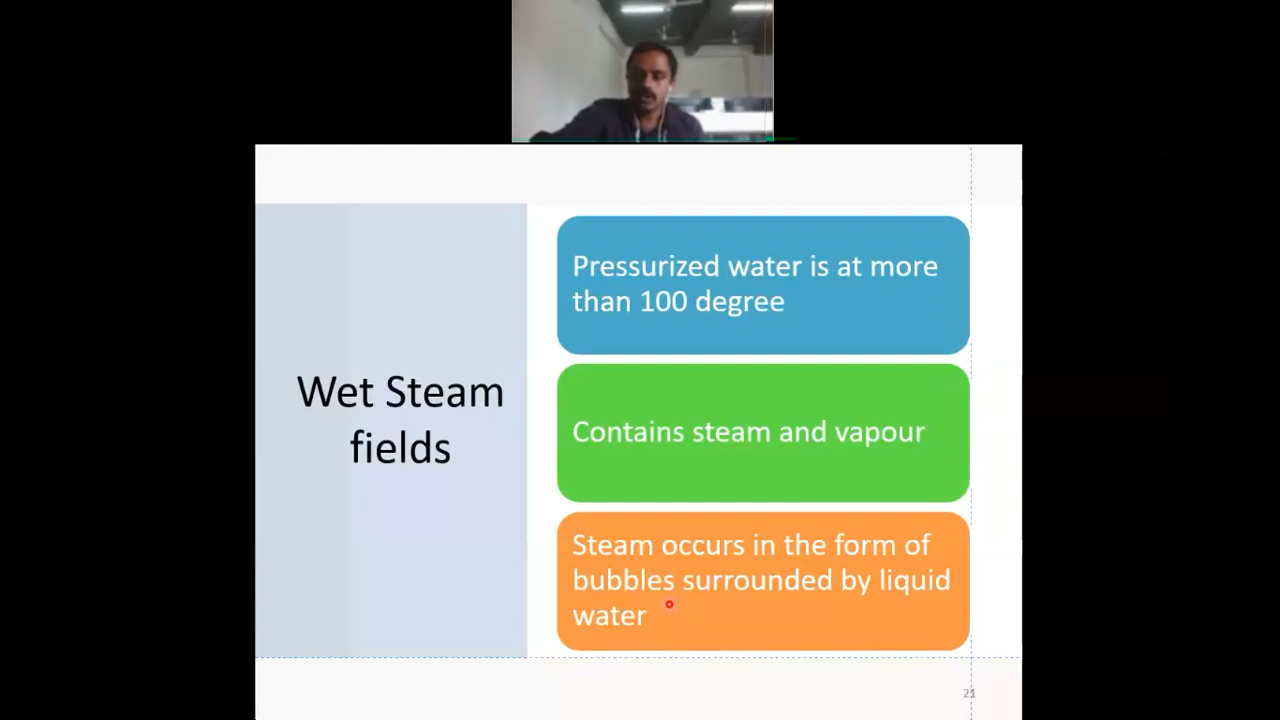 Wet Steam
fields
Pressurized water is at more
than 100 degree
Contains steam and vapour
Steam occurs in the form of
bubbles surrounded by liquid
water